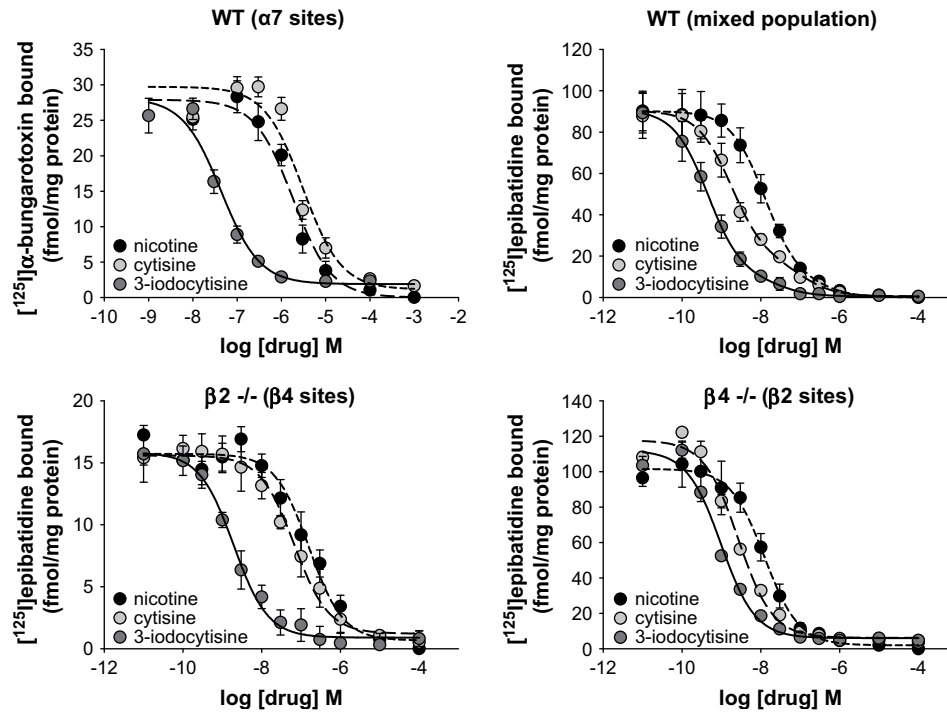 WT (α7 sites)
[125I]α-bungarotoxin bound
(fmol/mg protein)
35
30
25
20
15
10
5
0
nicotine
cytisine
3-iodocytisine
-10 -9 -8 -7 -6 -5 -4 -3 -2
log [drug] M
WT (mixed population)
[125I]epibatidine bound
(fmol/mg protein)
120
100
80
60
40
20
0
nicotine
cytisine
3-iodocytisine
-12 -10 -8 -6 -4
log [drug] M
β2 -/- (β4 sites)
[125I]epibatidine bound
(fmol/mg protein)
20
15
10
5
0
nicotine
cytisine
3-iodocytisine
-12 -10 -8 -6 -4
log [drug] M
β4 -/- (β2 sites)
[125I]epibatidine bound
(fmol/mg protein)
140
120
100
80
60
40
20
0
nicotine
cytisine
3-iodocytisine
-12 -10 -8 -6 -4
log [drug] M